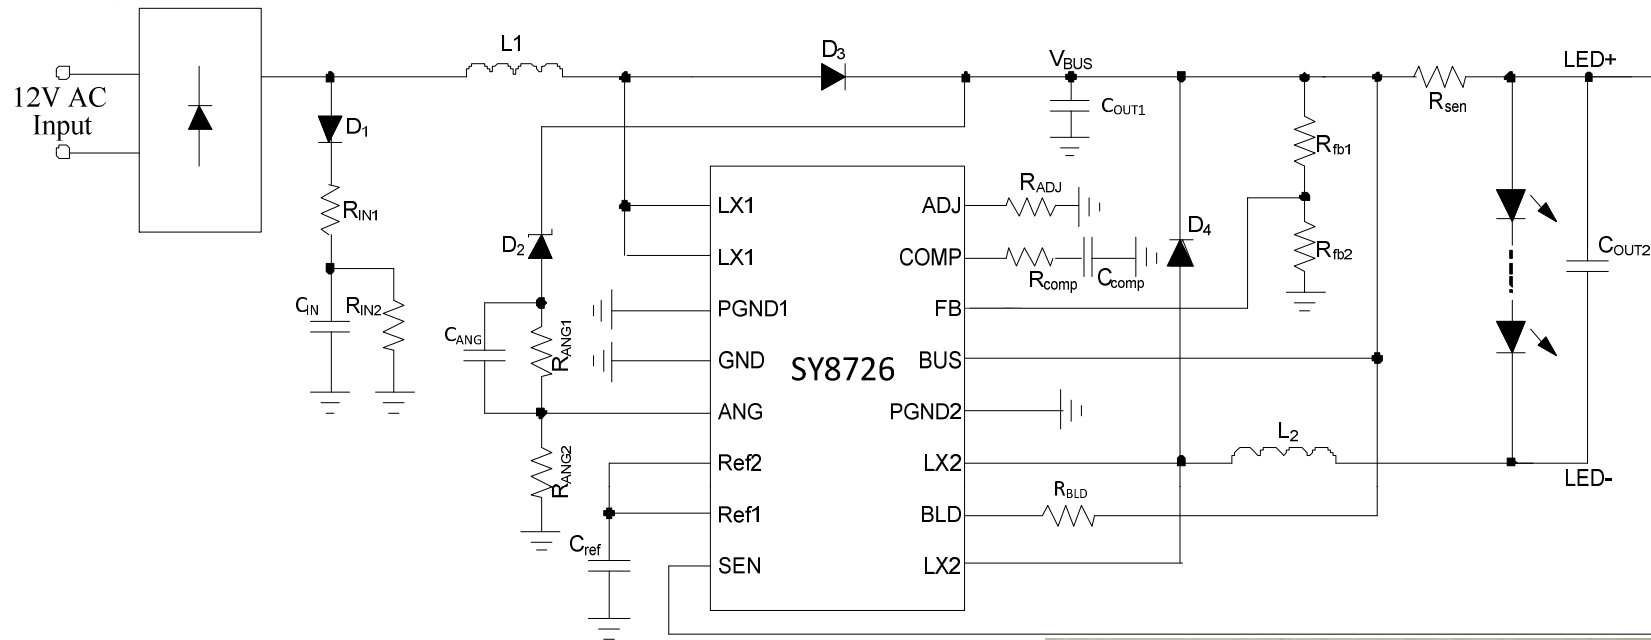 L1
D3
VBUS
LED+
12V AC
Input
COUT1
Rsen
D1
Rfb1
RADJ
LX1
ADJ
RIN1
D2
D4
COUT2
LX1
COMP
Rfb2
Rcomp
Ccomp
CIN
RIN2
PGND1
FB
CANG
RANG1
GND
SY8726
BUS
ANG
PGND2
L2
RANG2
Ref2
LX2
LED-
RBLD
Ref1
BLD
Cref
SEN
LX2